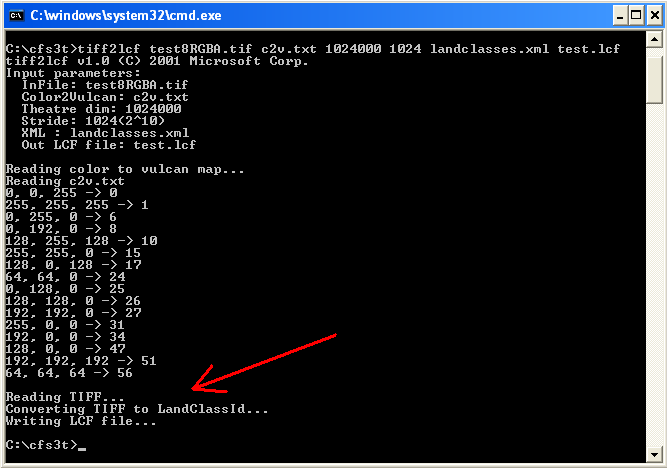 C:\windows\system32\cmd.exe
C:\cfs3t>tiff2lcf test8RGBA.tif c2v.txt 1024000 1024 landclasses.xml test.lcf
tiff2lcf v1.0 (C) 2001 Microsoft Corp.
Input parameters:
  InFile: test8RGBA.tif
  Color2Vulcan: c2v.txt
  Theatre dim: 1024000
  Stride: 1024(2^10)
  XML : landclasses.xml
  Out LCF file: test.lcf

Reading color to vulcan map...
Reading c2v.txt
0, 0, 255 -> 0
255, 255, 255 -> 1
0, 255, 0 -> 6
0, 192, 0 -> 8
128, 255, 128 -> 10
255, 255, 0 -> 15
128, 0, 128 -> 17
64, 64, 0 -> 24
0, 128, 0 -> 25
128, 128, 0 -> 26
192, 192, 0 -> 27
255, 0, 0 -> 31
192, 0, 0 -> 34
128, 0, 0 -> 47
192, 192, 192 -> 51
64, 64, 64 -> 56

Reading TIFF...
Converting TIFF to LandClassId...
Writing LCF file...

C:\cfs3t>_